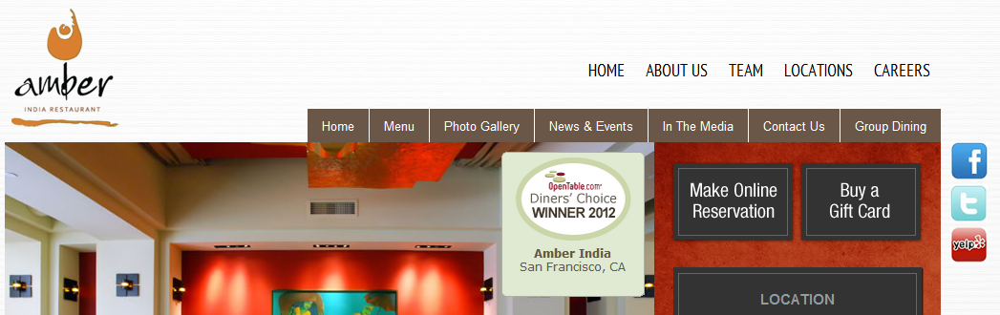 amber
INDIA RESTAURANT
HOME ABOUT US TEAM LOCATIONS CAREERS
Home Menu Photo Gallery News & Events In The Media Contact Us Group Dining
OpenTable.com®
Diners' Choice
WINNER 2012
Amber India
San Francisco, CA
Make Online
Reservation
Buy a
Gift Card
LOCATION
f
t
yelp